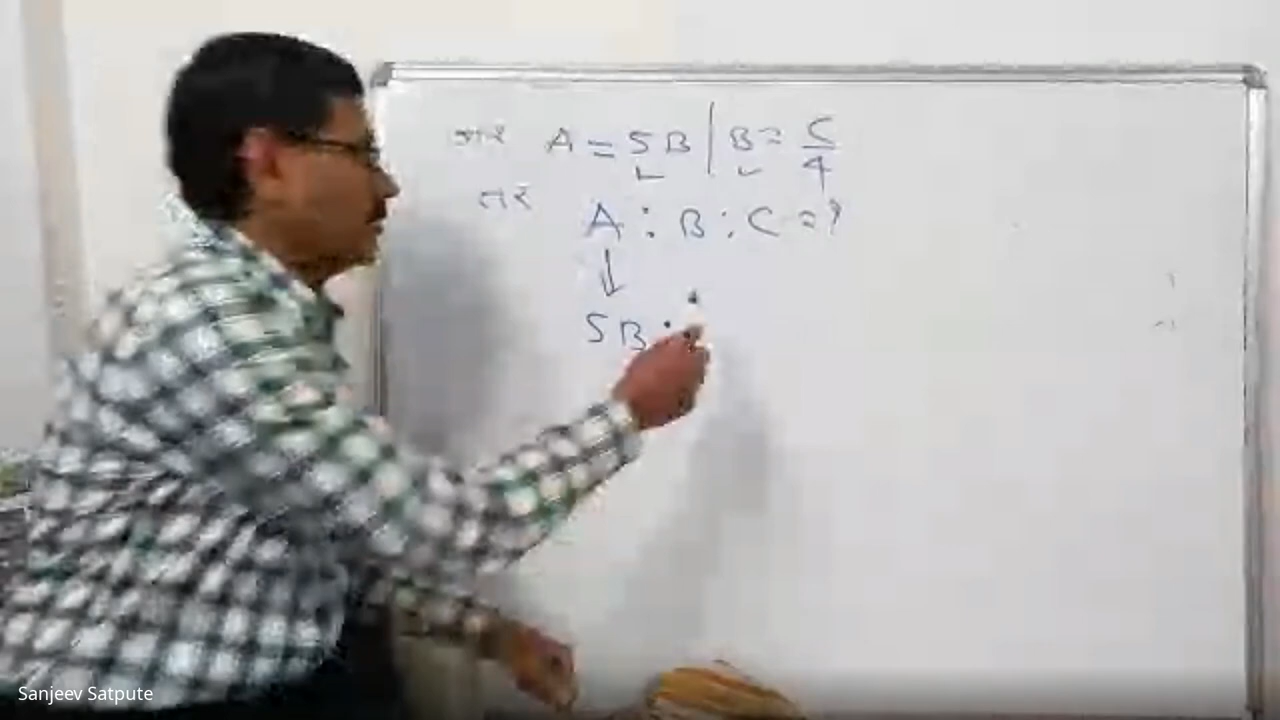 जर A = 5B | B = C/4
तर A : B : C = ?
↓
5B :
Sanjeev Satpute